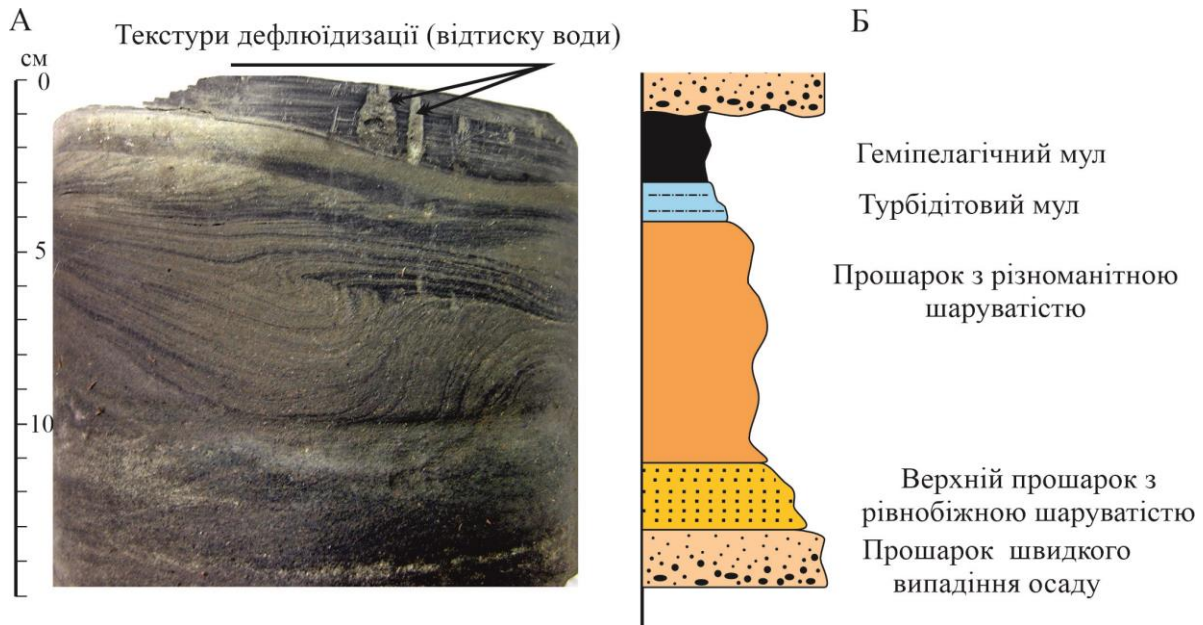 А
Б
Текстури дефлюїдизації (відтиску води)
см
0
5
10
Геміпелагічний мул
Турбідітовий мул
Прошарок з різноманітною
шаруватістю
Верхній прошарок з
рівнобіжною шаруватістю
Прошарок швидкого
випадіння осаду